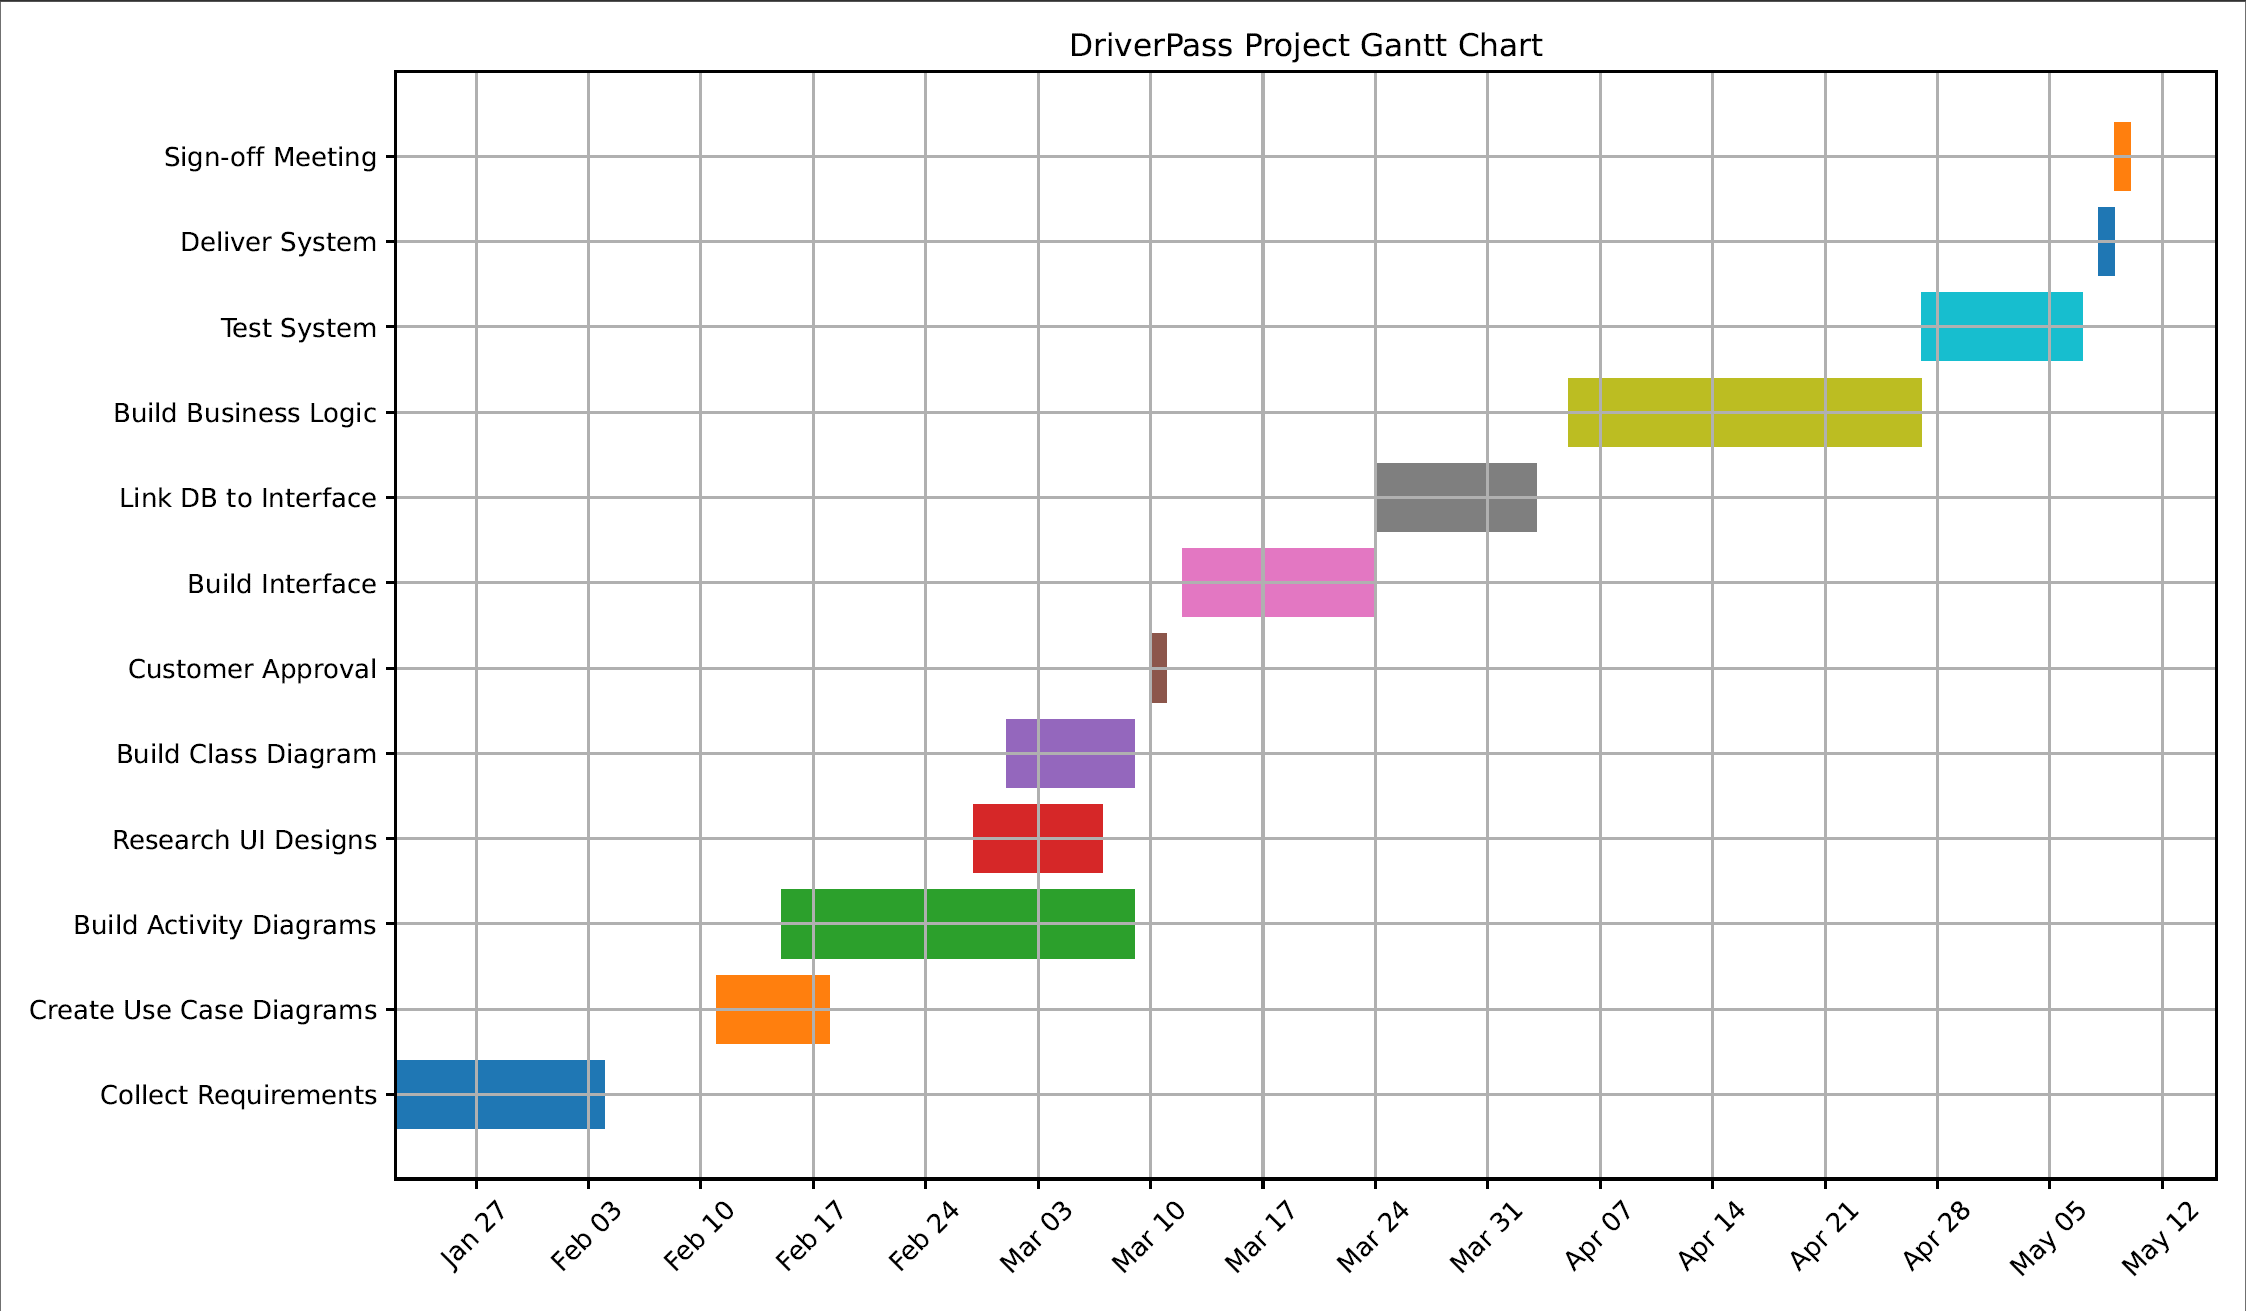 DriverPass Project Gantt Chart
Sign-off Meeting
Deliver System
Test System
Build Business Logic
Link DB to Interface
Build Interface
Customer Approval
Build Class Diagram
Research UI Designs
Build Activity Diagrams
Create Use Case Diagrams
Collect Requirements
Jan 27
Feb 03
Feb 10
Feb 17
Feb 24
Mar 03
Mar 10
Mar 17
Mar 24
Mar 31
Apr 07
Apr 14
Apr 21
Apr 28
May 05
May 12